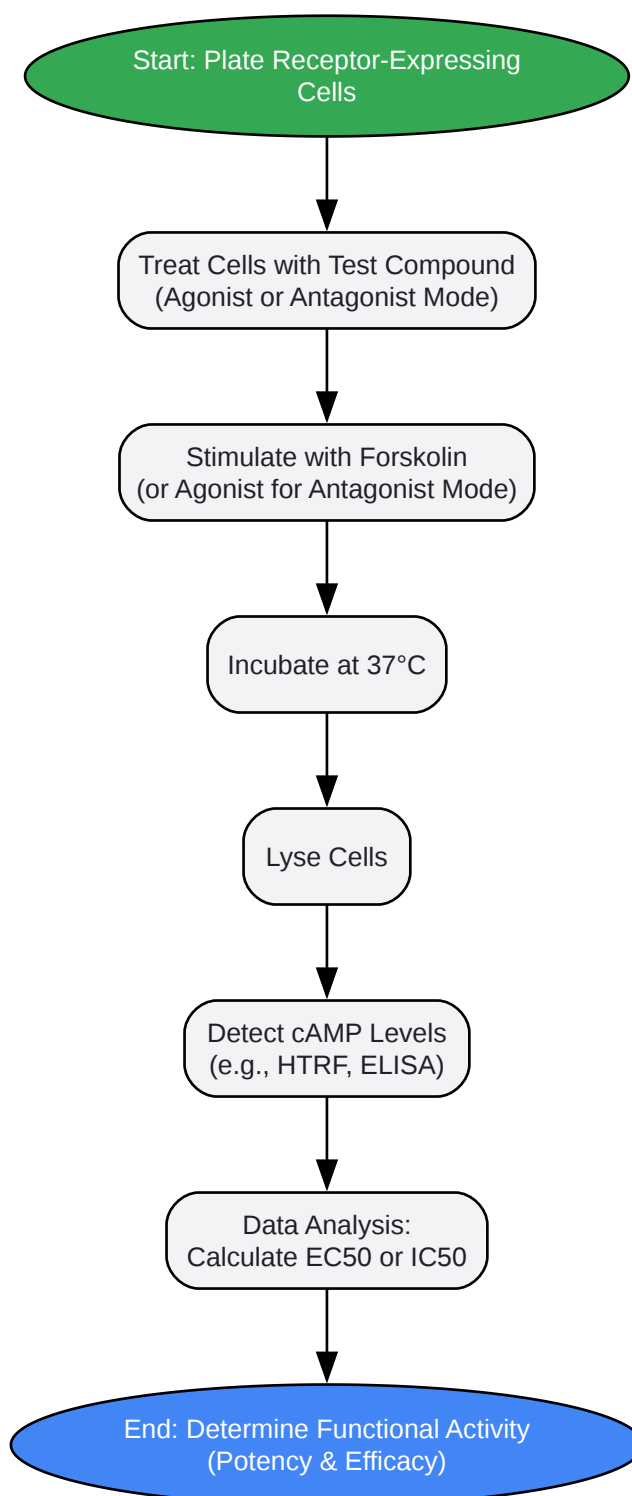 Start: Plate Receptor-Expressing
Cells
Treat Cells with Test Compound
(Agonist or Antagonist Mode)
Stimulate with Forskolin
(or Agonist for Antagonist Mode)
Incubate at 37°C
Lyse Cells
Detect cAMP Levels
(e.g., HTRF, ELISA)
Data Analysis:
Calculate EC50 or IC50
End: Determine Functional Activity
(Potency & Efficacy)